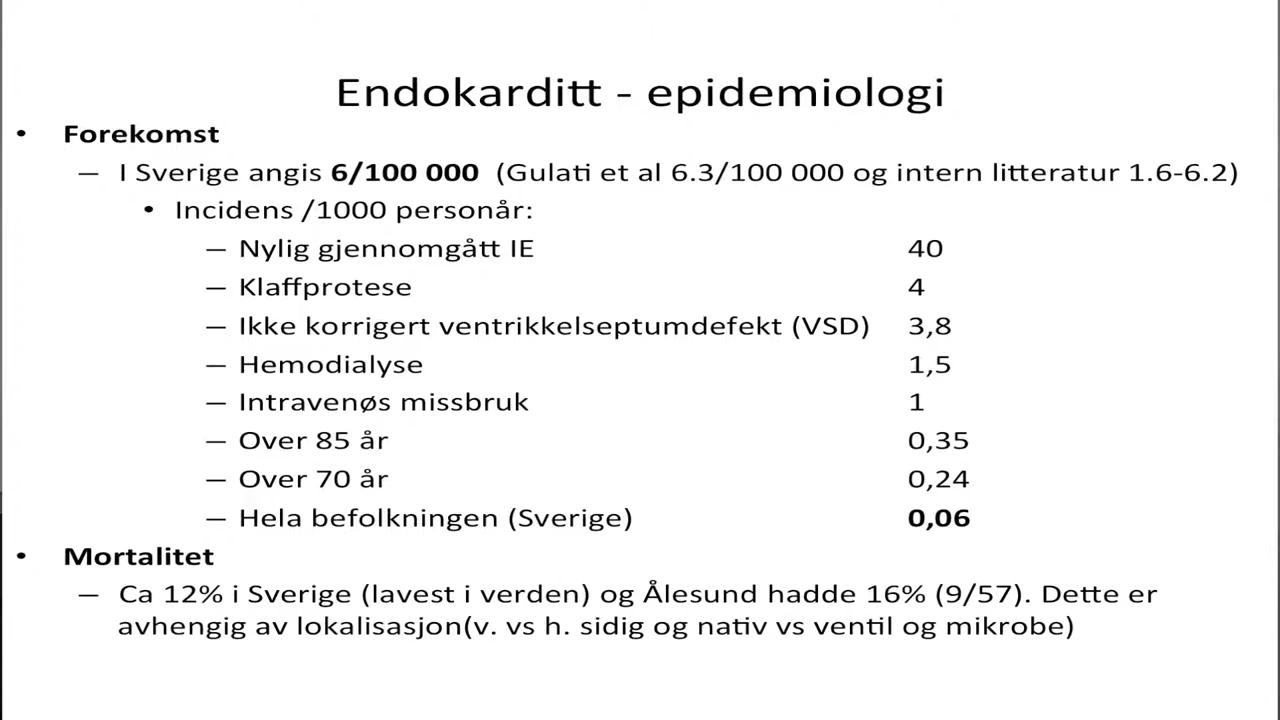 Endokarditt - epidemiologi
• Forekomst
– I Sverige angis 6/100 000 (Gulati et al 6.3/100 000 og intern litteratur 1.6-6.2)
• Incidens /1000 personår:
– Nylig gjennomgått IE 40
– Klaffprotese 4
– Ikke korrigert ventrikkelseptumdefekt (VSD) 3,8
– Hemodialyse 1,5
– Intravenøs missbruk 1
– Over 85 år 0,35
– Over 70 år 0,24
– Hela befolkningen (Sverige) 0,06
• Mortalitet
– Ca 12% i Sverige (lavest i verden) og Ålesund hadde 16% (9/57). Dette er
avhengig av lokalisasjon(v. vs h. sidig og nativ vs ventil og mikrobe)